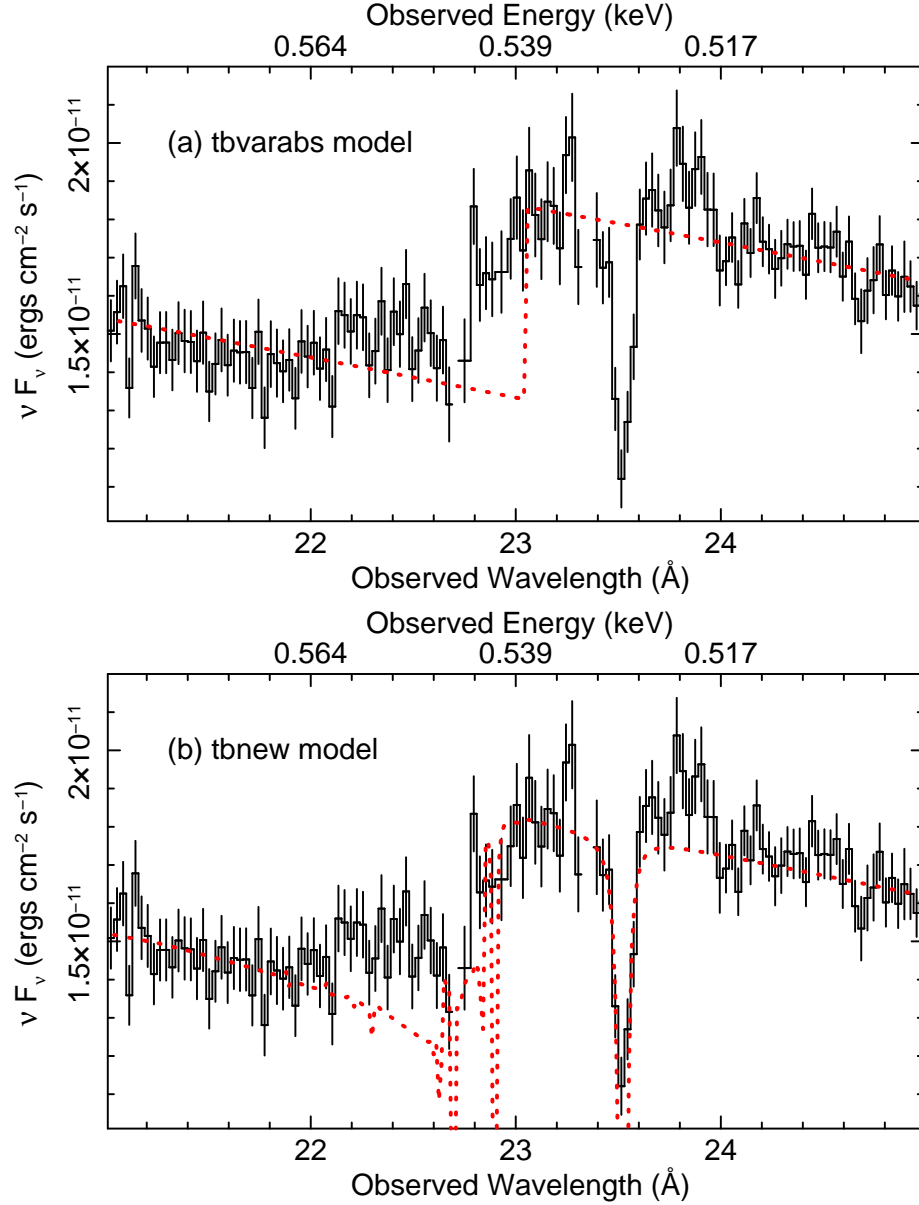 Observed Energy (keV)
0.564 0.539 0.517
(a) tbvarabs model
2×10⁻¹¹
1.5×10⁻¹¹
ν Fν (ergs cm⁻² s⁻¹)
22 23 24
Observed Wavelength (Å)
Observed Energy (keV)
0.564 0.539 0.517
(b) tbnew model
2×10⁻¹¹
1.5×10⁻¹¹
ν Fν (ergs cm⁻² s⁻¹)
22 23 24
Observed Wavelength (Å)